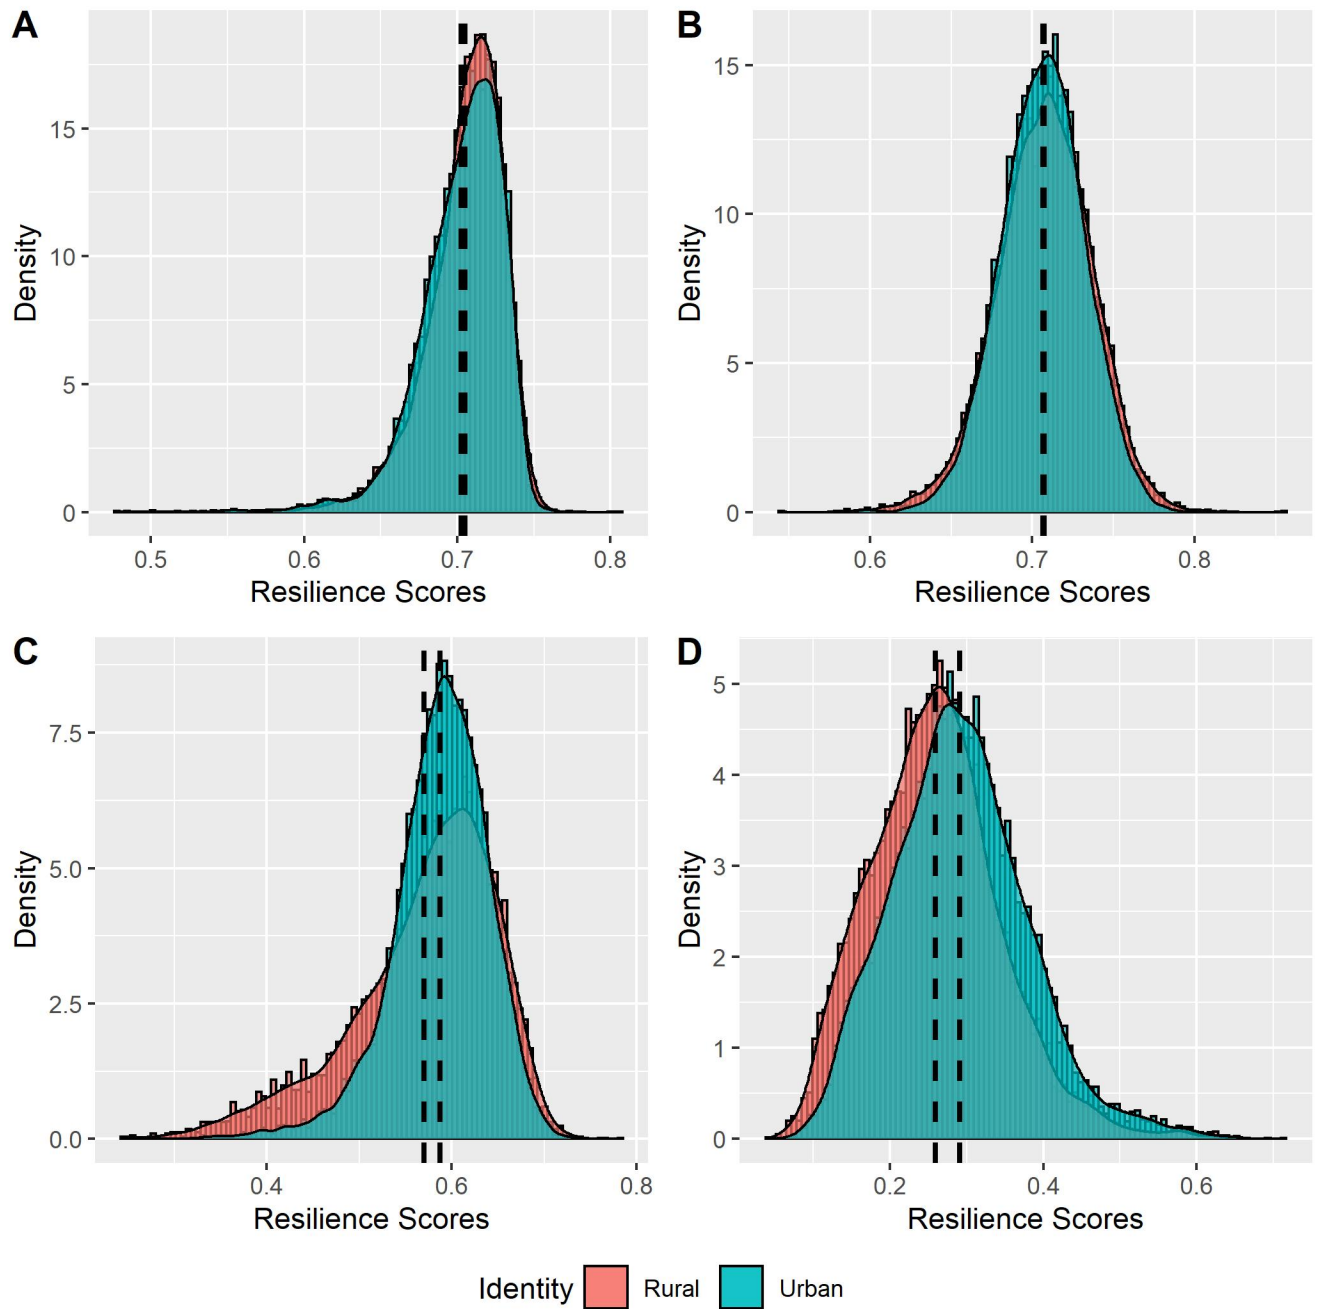 A
Density
15
10
5
0
0.5 0.6 0.7 0.8
Resilience Scores
B
Density
15
10
5
0
0.6 0.7 0.8
Resilience Scores
C
Density
7.5
5.0
2.5
0.0
0.4 0.6 0.8
Resilience Scores
D
Density
5
4
3
2
1
0
0.2 0.4 0.6
Resilience Scores
Identity Rural Urban